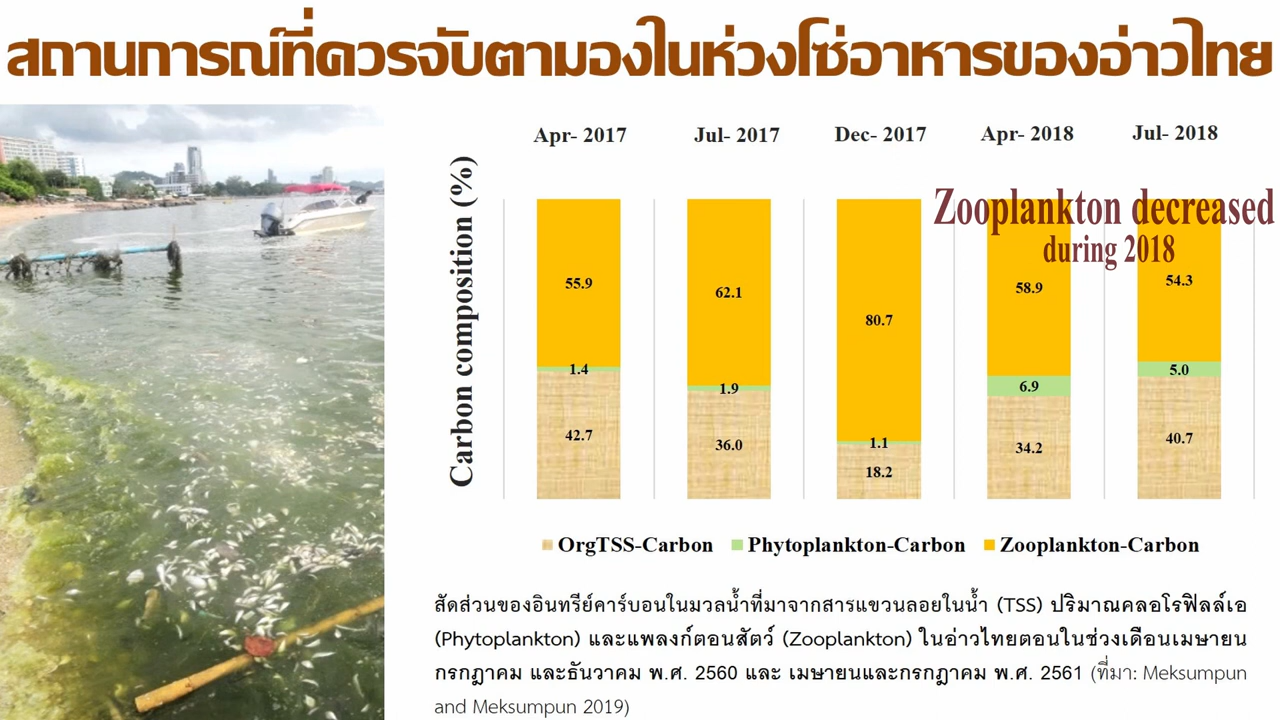 สถานการณ์ที่ควรจับตามองในห่วงโซ่อาหารของอ่าวไทย
Apr- 2017 Jul- 2017 Dec- 2017 Apr- 2018 Jul- 2018
Carbon composition (%)
Zooplankton decreased
during 2018
55.9 62.1 80.7 58.9 54.3
1.4 1.9 1.1 6.9 5.0
42.7 36.0 18.2 34.2 40.7
OrgTSS-Carbon Phytoplankton-Carbon Zooplankton-Carbon
สัดส่วนของอินทรีย์คาร์บอนในมวลน้ำที่มาจากสารแขวนลอยในน้ำ (TSS) ปริมาณคลอโรฟิลล์เอ
(Phytoplankton) และแพลงก์ตอนสัตว์ (Zooplankton) ในอ่าวไทยตอนในช่วงเดือนเมษายน
กรกฎาคม และธันวาคม พ.ศ. 2560 และ เมษายนและกรกฎาคม พ.ศ. 2561 (ที่มา: Meksumpun
and Meksumpun 2019)